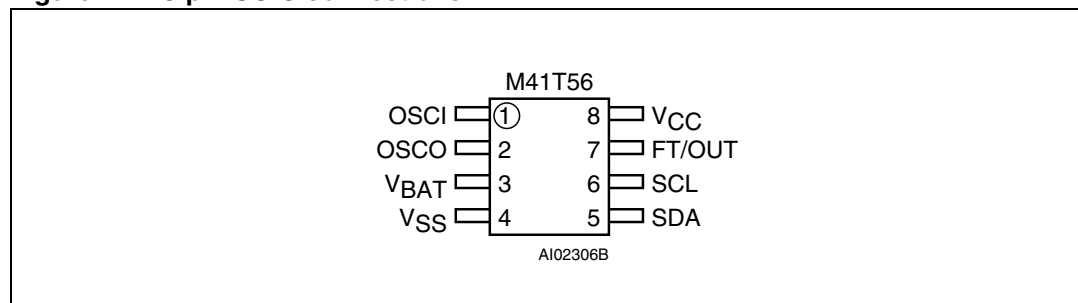 M41T56
OSCI 1 8 VCC
OSCO 2 7 FT/OUT
VBAT 3 6 SCL
VSS 4 5 SDA
AI02306B